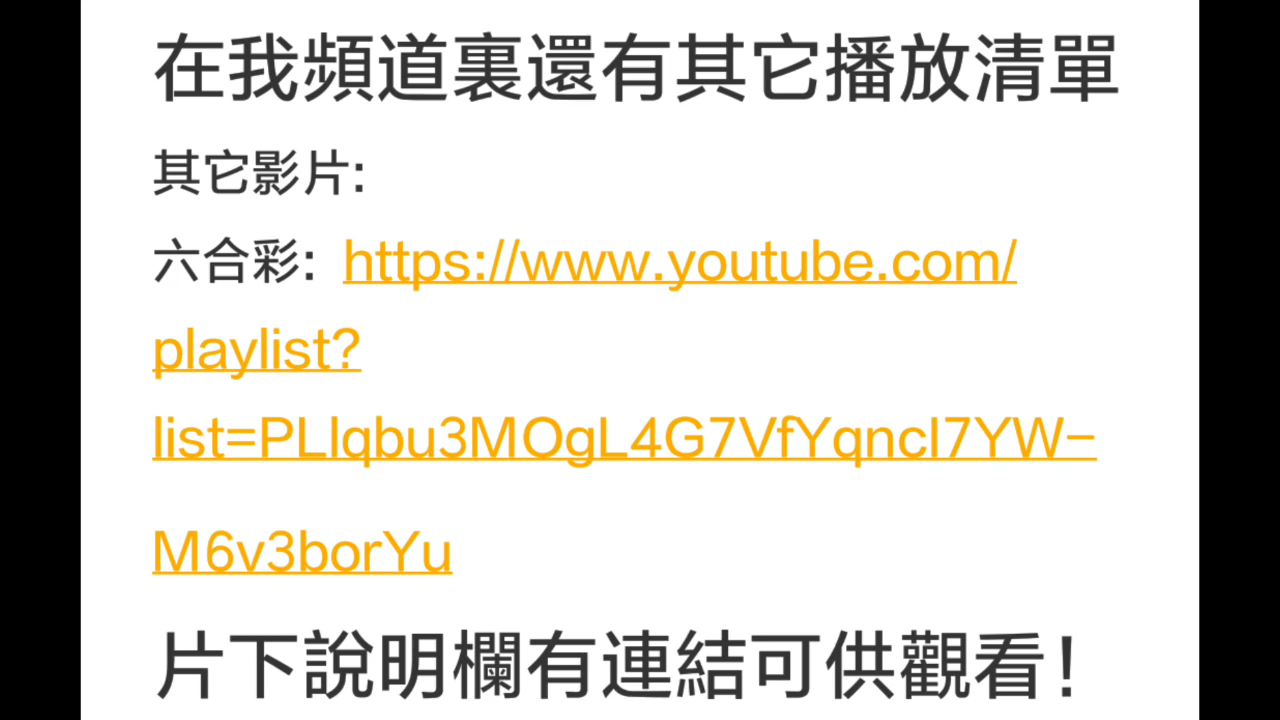 在我頻道裏還有其它播放清單
其它影片:
六合彩: https://www.youtube.com/
playlist?
list=PLlqbu3MOgL4G7VfYqncl7YW-
M6v3borYu
片下說明欄有連結可供觀看!